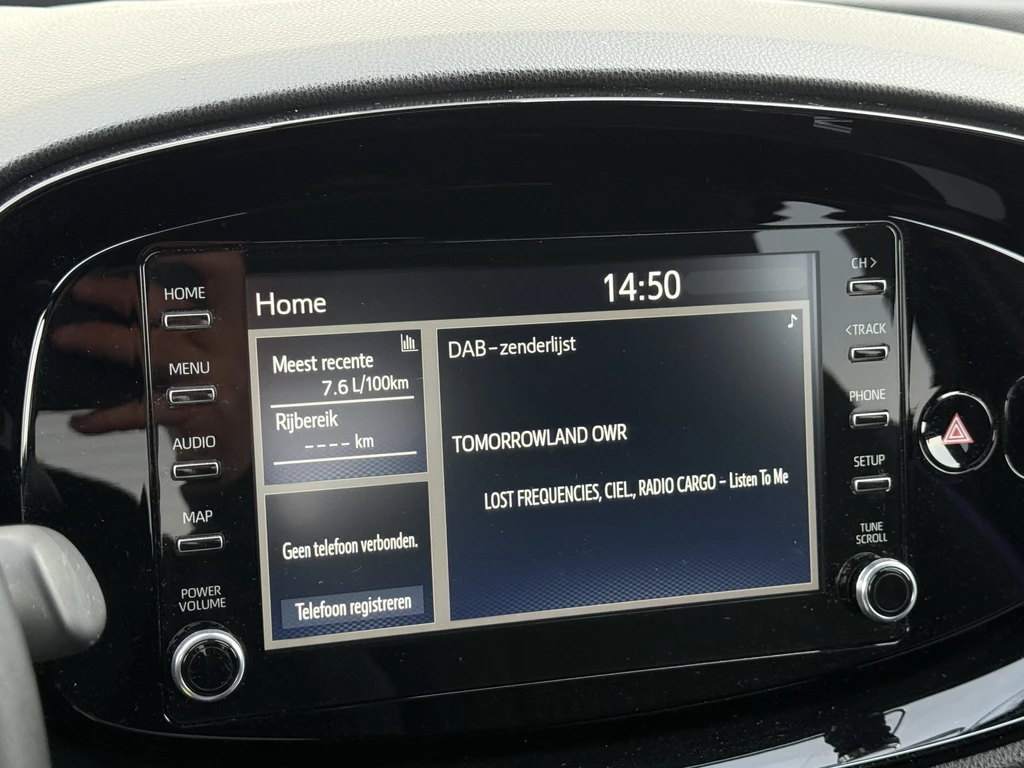 HOME
MENU
AUDIO
MAP
POWER
VOLUME
Home
14:50
Meest recente
7.6 L/100km
Rijbereik
---- km
Geen telefoon verbonden.
Telefoon registreren
DAB-zenderlijst
TOMORROWLAND OWR
LOST FREQUENCIES, CIEL, RADIO CARGO - Listen To Me
CH >
< TRACK
PHONE
SETUP
TUNE
SCROLL